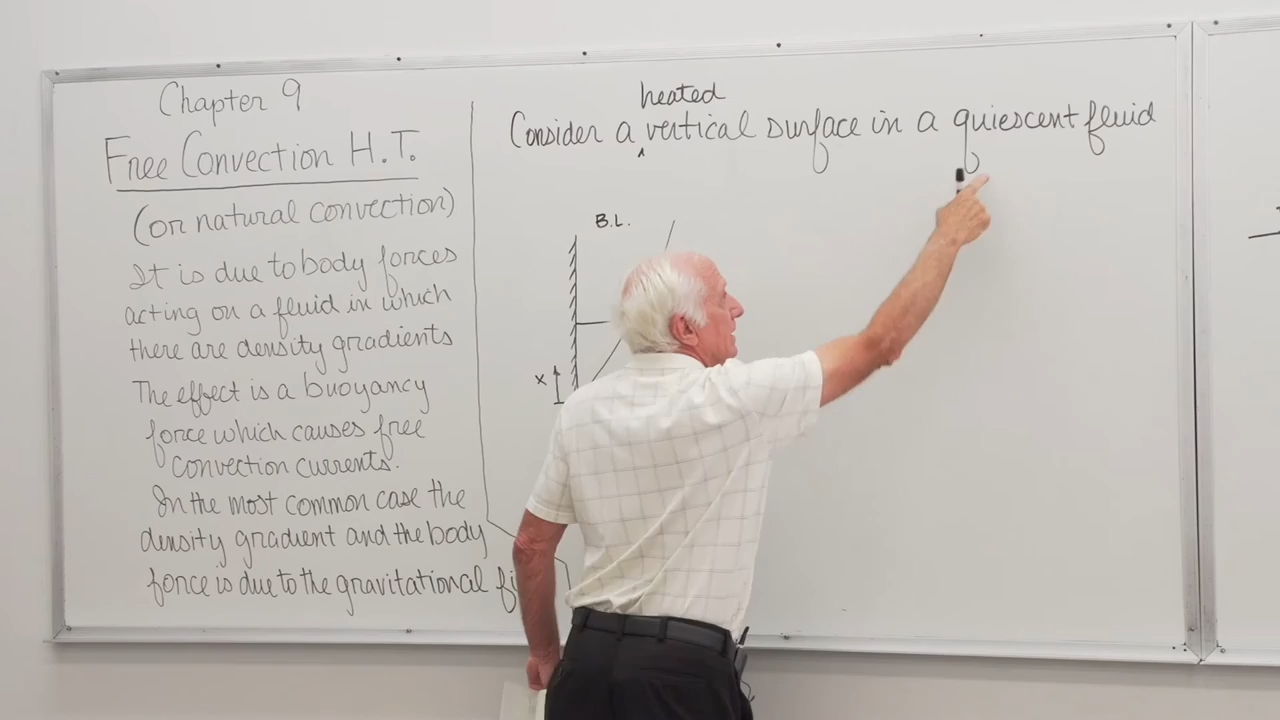 Chapter 9
Free Convection H.T.
(or natural convection)
It is due to body forces
acting on a fluid in which
there are density gradients
The effect is a buoyancy
force which causes free
convection currents.
In the most common case the
density gradient and the body
force is due to the gravitational
heated
Consider a ^ vertical surface in a quiescent fluid
B.L.
x